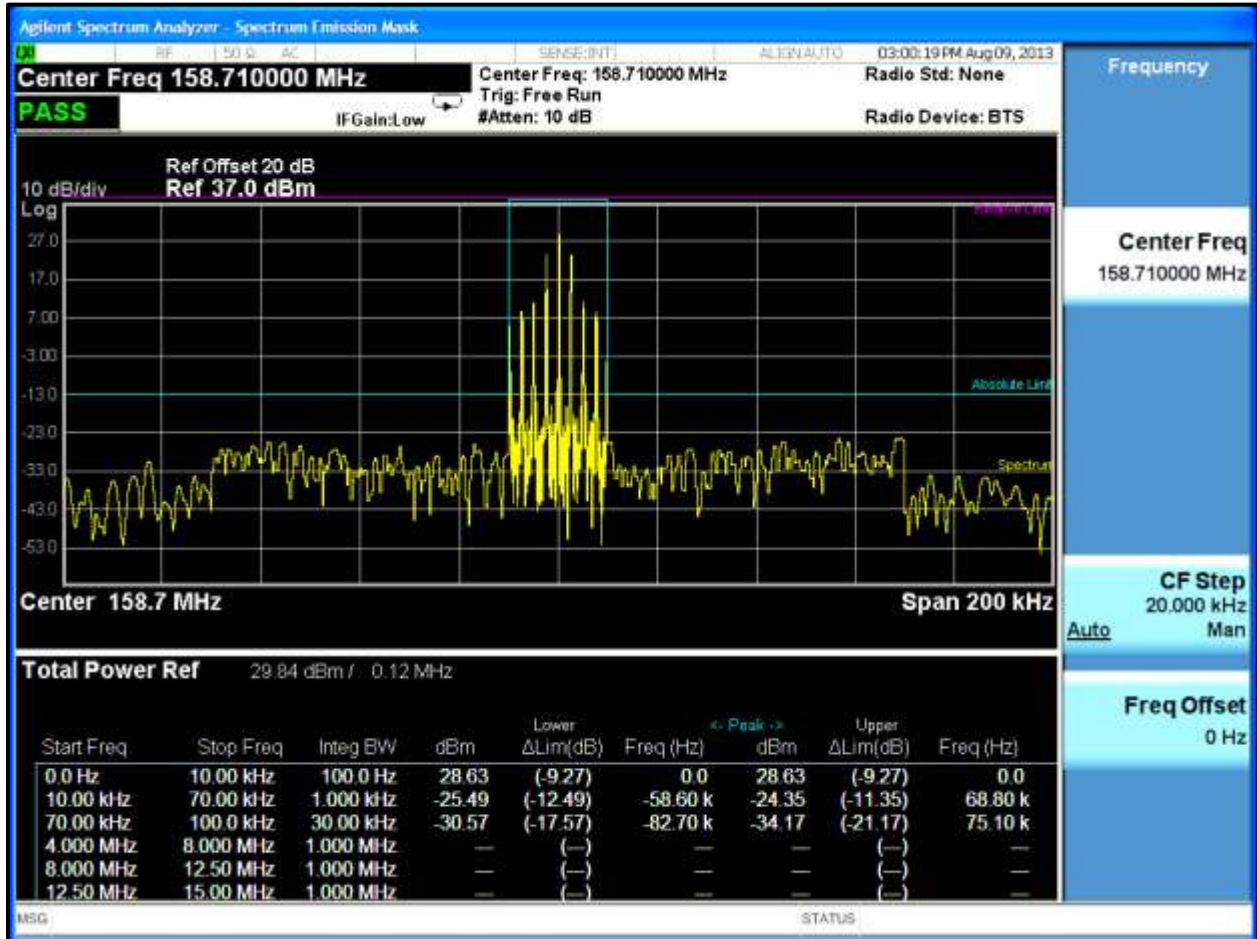 Agilent Spectrum Analyzer - Spectrum Emission Mask
RF 50 Ω AC SENSE:INT ALIGN AUTO 03:00:19 PM Aug 09, 2013
Center Freq 158.710000 MHz
Center Freq: 158.710000 MHz
Radio Std: None
Trig: Free Run
PASS
IFGain:Low
#Atten: 10 dB
Radio Device: BTS
Ref Offset 20 dB
10 dB/div Ref 37.0 dBm
Log
Relative Limit
27.0
17.0
7.00
-3.00
-13.0
Absolute Limit
-23.0
-33.0
Spectrum
-43.0
-53.0
Center 158.7 MHz
Span 200 kHz
Total Power Ref 29.84 dBm / 0.12 MHz
Lower <- Peak -> Upper
Start Freq Stop Freq Integ BW dBm ΔLim(dB) Freq (Hz) dBm ΔLim(dB) Freq (Hz)
0.0 Hz 10.00 kHz 100.0 Hz 28.63 (-9.27) 0.0 28.63 (-9.27) 0.0
10.00 kHz 70.00 kHz 1.000 kHz -25.49 (-12.49) -58.60 k -24.35 (-11.35) 68.80 k
70.00 kHz 100.0 kHz 30.00 kHz -30.57 (-17.57) -82.70 k -34.17 (-21.17) 75.10 k
4.000 MHz 8.000 MHz 1.000 MHz --- (---) --- --- (---) ---
8.000 MHz 12.50 MHz 1.000 MHz --- (---) --- --- (---) ---
12.50 MHz 15.00 MHz 1.000 MHz --- (---) --- --- (---) ---
MSG
STATUS
Frequency
Center Freq
158.710000 MHz
CF Step
20.000 kHz
Auto Man
Freq Offset
0 Hz